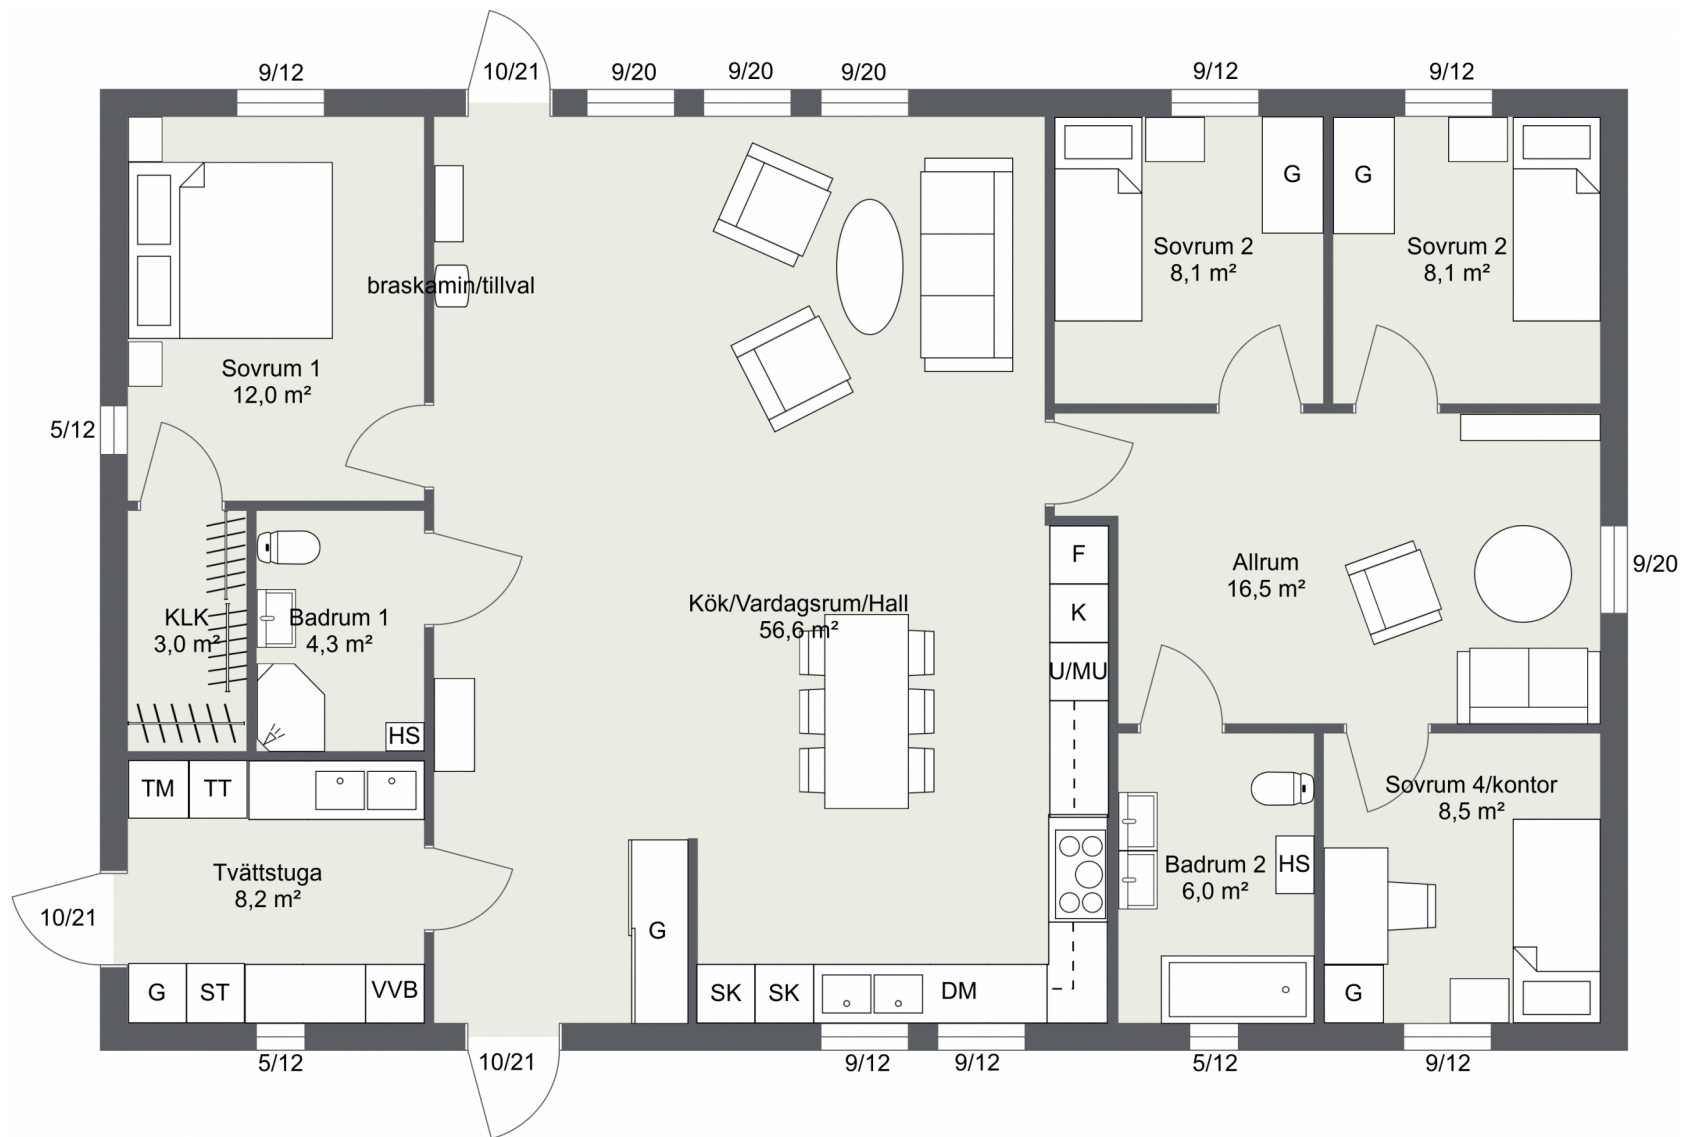 9/12
10/21
9/20
9/20
9/20
9/12
9/12
G
G
Sovrum 2
8,1 m²
Sovrum 2
8,1 m²
braskamin/tillval
Sovrum 1
12,0 m²
5/12
F
Allrum
16,5 m²
9/20
KLK
3,0 m²
Badrum 1
4,3 m²
Kök/Vardagsrum/Hall
56,6 m²
K
U/MU
HS
TM
TT
Sovrum 4/kontor
8,5 m²
Tvättstuga
8,2 m²
Badrum 2
6,0 m²
HS
10/21
G
G
ST
VVB
SK
SK
DM
G
5/12
10/21
9/12
9/12
5/12
9/12